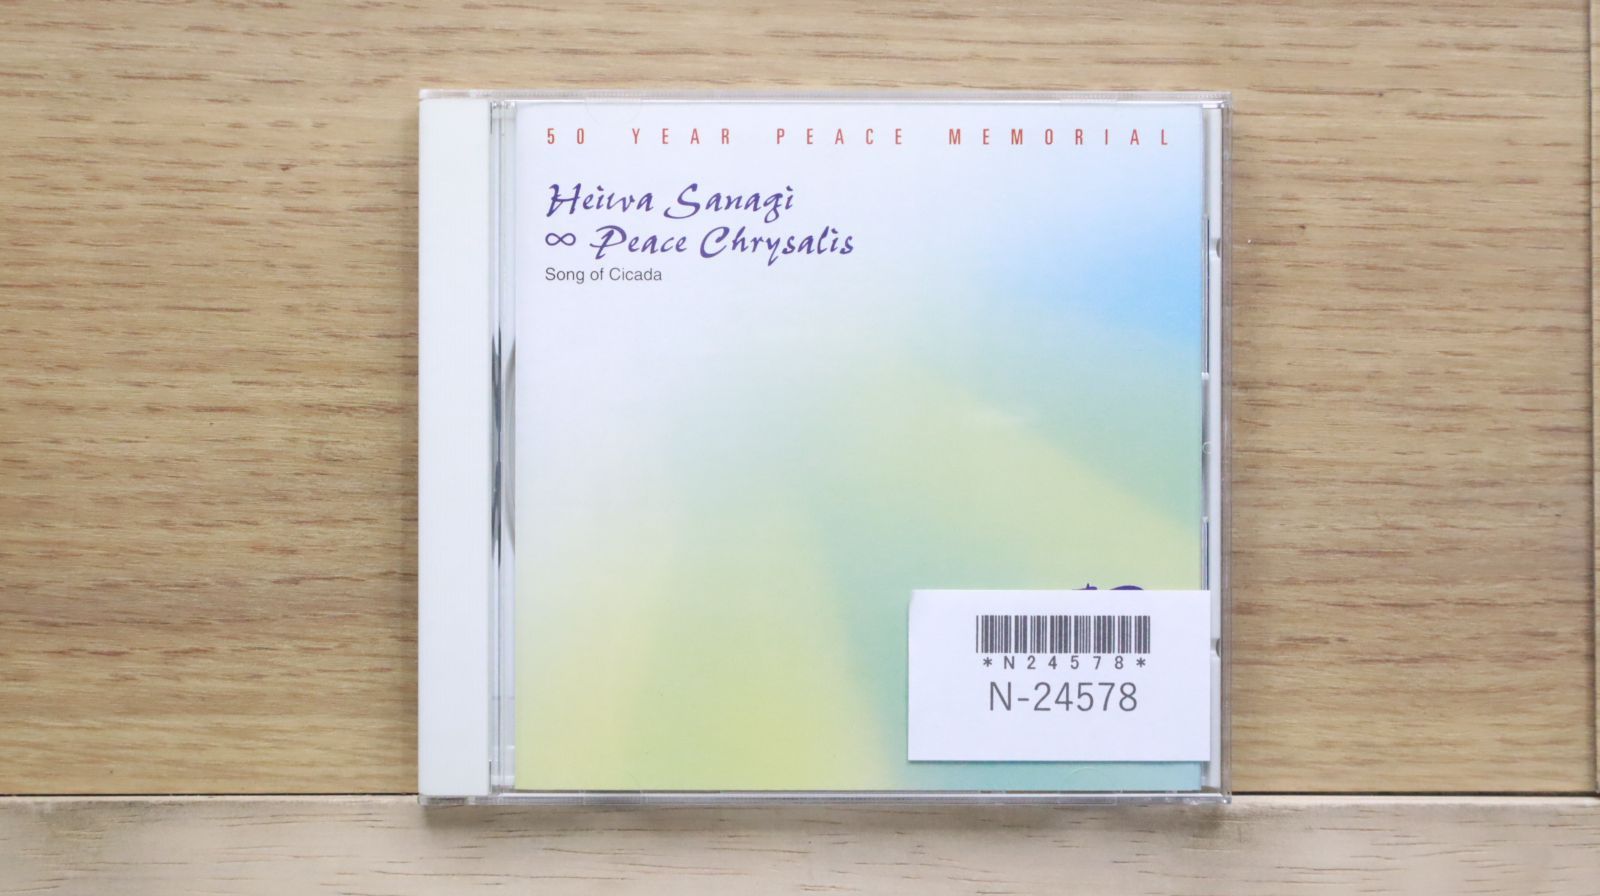 50 YEAR PEACE MEMORIAL
Heiwa Sanagi
∞ Peace Chrysalis
Song of Cicada
*N24578*
N-24578